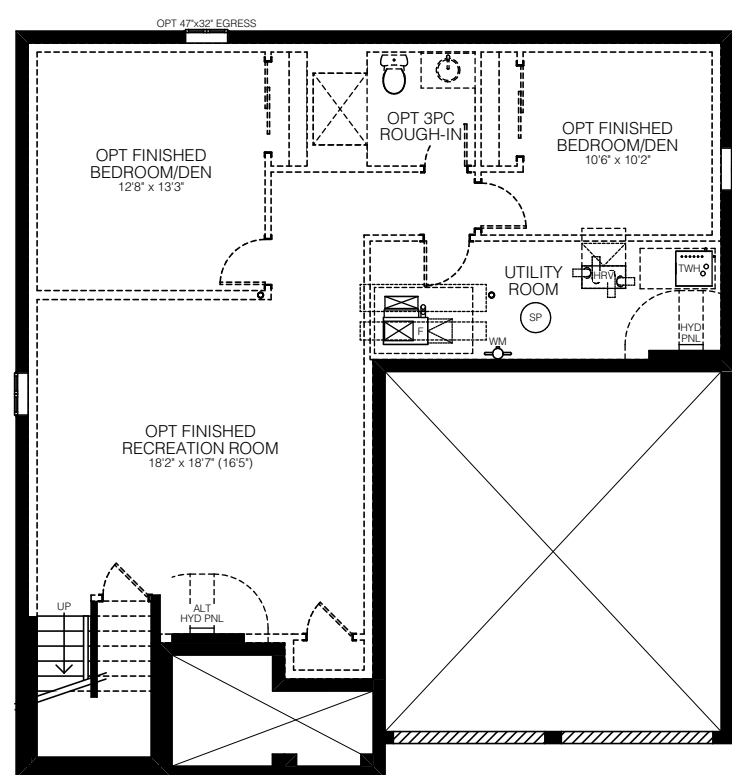 OPT 47"x32" EGRESS
OPT 3PC
ROUGH-IN
OPT FINISHED
BEDROOM/DEN
12'8" x 13'3"
OPT FINISHED
BEDROOM/DEN
10'6" x 10'2"
UTILITY
ROOM
HRV
TWH
SP
F
WM
HYD
PNL
OPT FINISHED
RECREATION ROOM
18'2" x 18'7" (16'5")
UP
ALT
HYD PNL